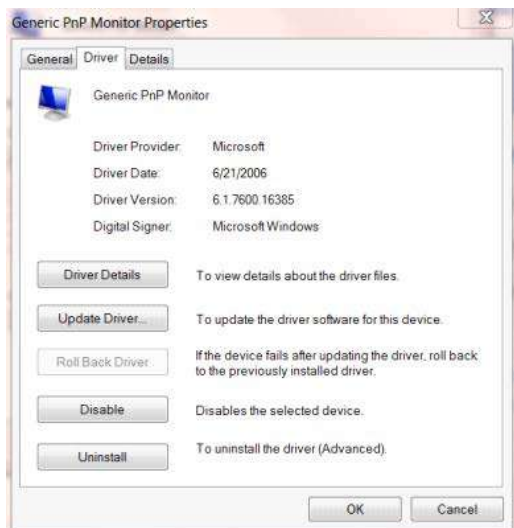 Generic PnP Monitor Properties
General Driver Details
Generic PnP Monitor
Driver Provider: Microsoft
Driver Date: 6/21/2006
Driver Version: 6.1.7600.16385
Digital Signer: Microsoft Windows
Driver Details To view details about the driver files.
Update Driver... To update the driver software for this device.
Roll Back Driver If the device fails after updating the driver, roll back
to the previously installed driver.
Disable Disables the selected device.
Uninstall To uninstall the driver (Advanced).
OK Cancel